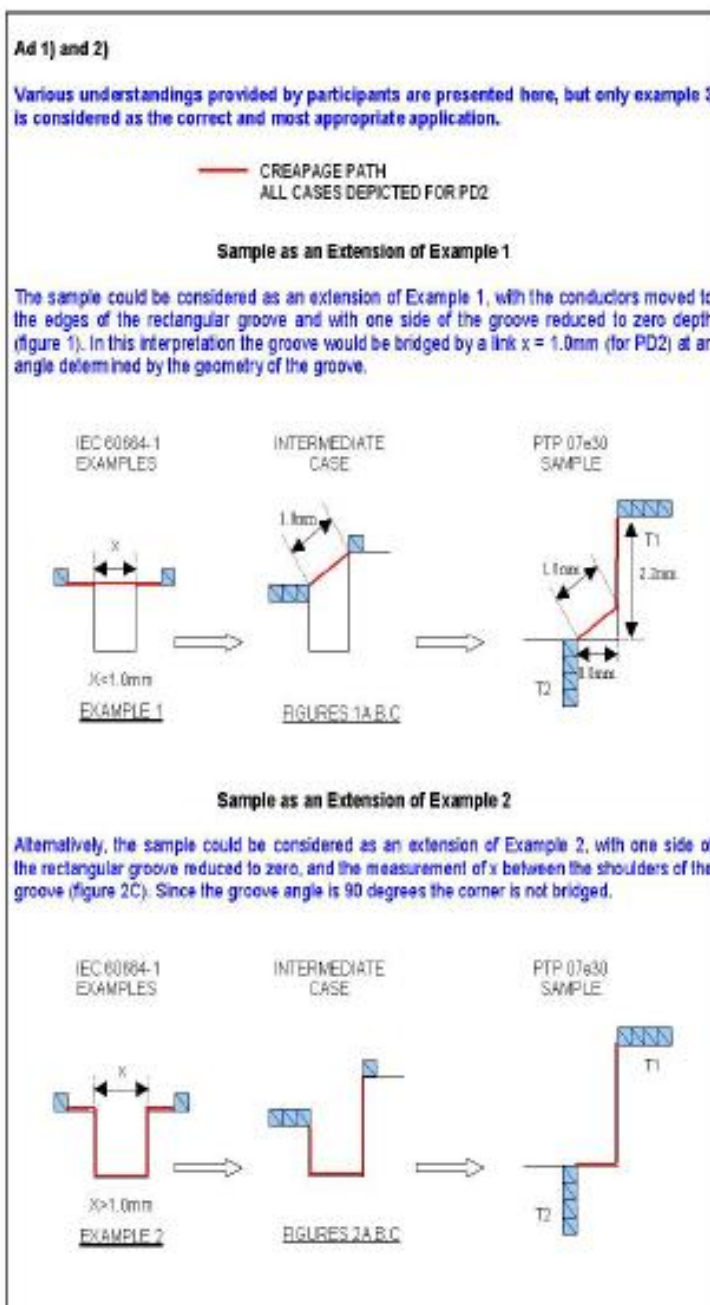 Ad 1) and 2)
Various understandings provided by participants are presented here, but only example 3
is considered as the correct and most appropriate application.
CREAPAGE PATH
ALL CASES DEPICTED FOR PD2
Sample as an Extension of Example 1
The sample could be considered as an extension of Example 1, with the conductors moved to
the edges of the rectangular groove and with one side of the groove reduced to zero depth
(figure 1). In this interpretation the groove would be bridged by a link x = 1.0mm (for PD2) at an
angle determined by the geometry of the groove.
IEC 60664-1
EXAMPLES
INTERMEDIATE
CASE
PTP 07e30
SAMPLE
X
T1
2.2mm
T2
X<1.0mm
EXAMPLE 1
FIGURES 1A,B,C
Sample as an Extension of Example 2
Alternatively, the sample could be considered as an extension of Example 2, with one side of
the rectangular groove reduced to zero, and the measurement of x between the shoulders of the
groove (figure 2C). Since the groove angle is 90 degrees the corner is not bridged.
IEC 60664-1
EXAMPLES
INTERMEDIATE
CASE
PTP 07e30
SAMPLE
X
T1
X>1.0mm
T2
EXAMPLE 2
FIGURES 2A,B,C